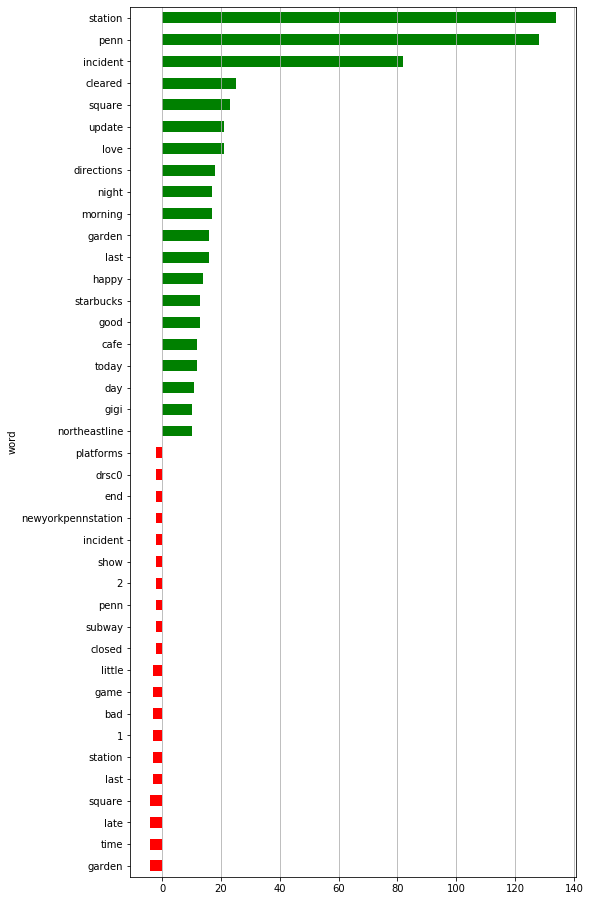 station
penn
incident
cleared
square
update
love
directions
night
morning
garden
last
happy
starbucks
good
cafe
today
day
gigi
northeastline
word
platforms
drsc0
end
newyorkpennstation
incident
show
2
penn
subway
closed
little
game
bad
1
station
last
square
late
time
garden
0 20 40 60 80 100 120 140